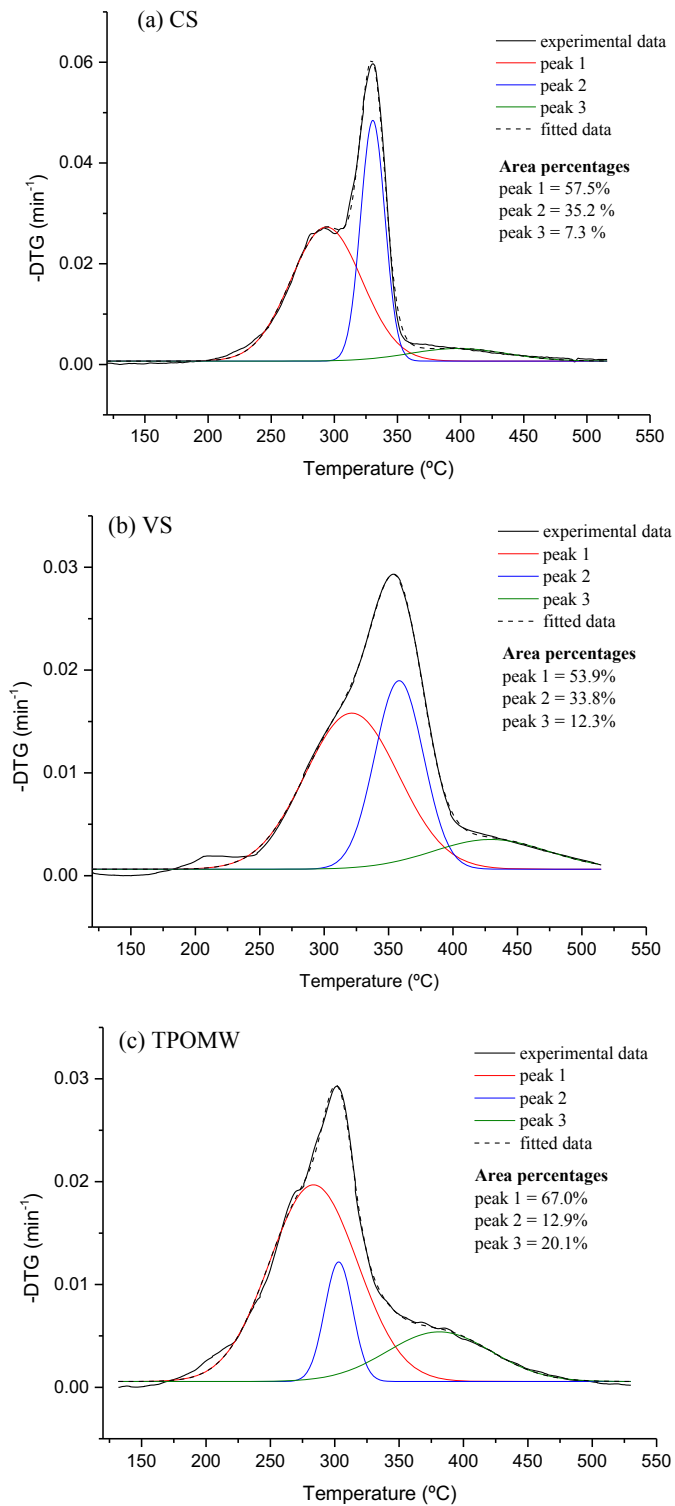 (a) CS
experimental data
peak 1
peak 2
peak 3
fitted data
Area percentages
peak 1 = 57.5%
peak 2 = 35.2 %
peak 3 = 7.3 %
-DTG (min-1)
0.06
0.04
0.02
0.00
150 200 250 300 350 400 450 500 550
Temperature (ºC)
(b) VS
experimental data
peak 1
peak 2
peak 3
fitted data
Area percentages
peak 1 = 53.9%
peak 2 = 33.8%
peak 3 = 12.3%
-DTG (min-1)
0.03
0.02
0.01
0.00
150 200 250 300 350 400 450 500 550
Temperature (ºC)
(c) TPOMW
experimental data
peak 1
peak 2
peak 3
fitted data
Area percentages
peak 1 = 67.0%
peak 2 = 12.9%
peak 3 = 20.1%
-DTG (min-1)
0.03
0.02
0.01
0.00
150 200 250 300 350 400 450 500 550
Temperature (ºC)